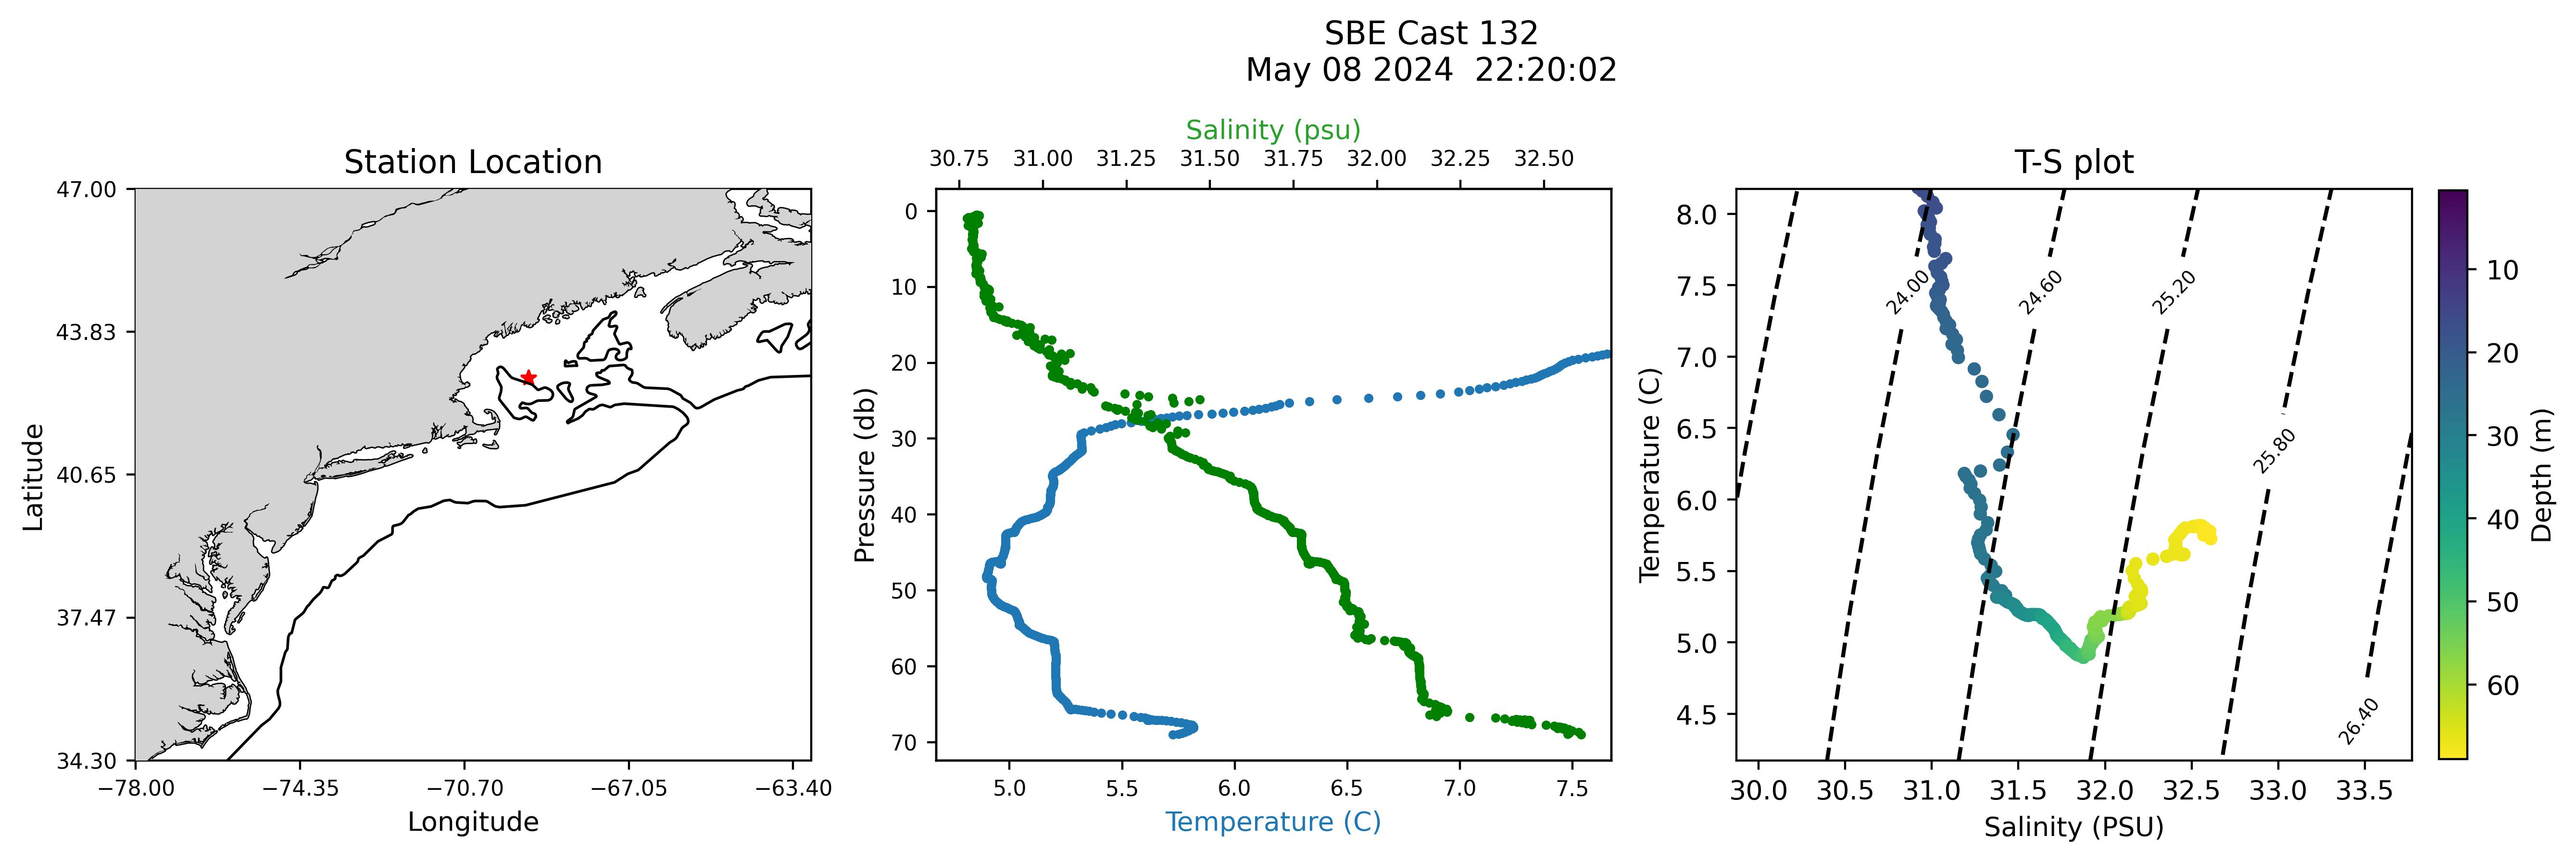 SBE Cast 132
May 08 2024  22:20:02
Station Location
47.00
43.83
40.65
37.47
34.30
−78.00 −74.35 −70.70 −67.05 −63.40
Latitude
Longitude
Salinity (psu)
30.75 31.00 31.25 31.50 31.75 32.00 32.25 32.50
0
10
20
30
40
50
60
70
Pressure (db)
5.0 5.5 6.0 6.5 7.0 7.5
Temperature (C)
T-S plot
8.0
7.5
7.0
6.5
6.0
5.5
5.0
4.5
Temperature (C)
24.00
24.60
25.20
25.80
26.40
30.0 30.5 31.0 31.5 32.0 32.5 33.0 33.5
Salinity (PSU)
10
20
30
40
50
60
Depth (m)